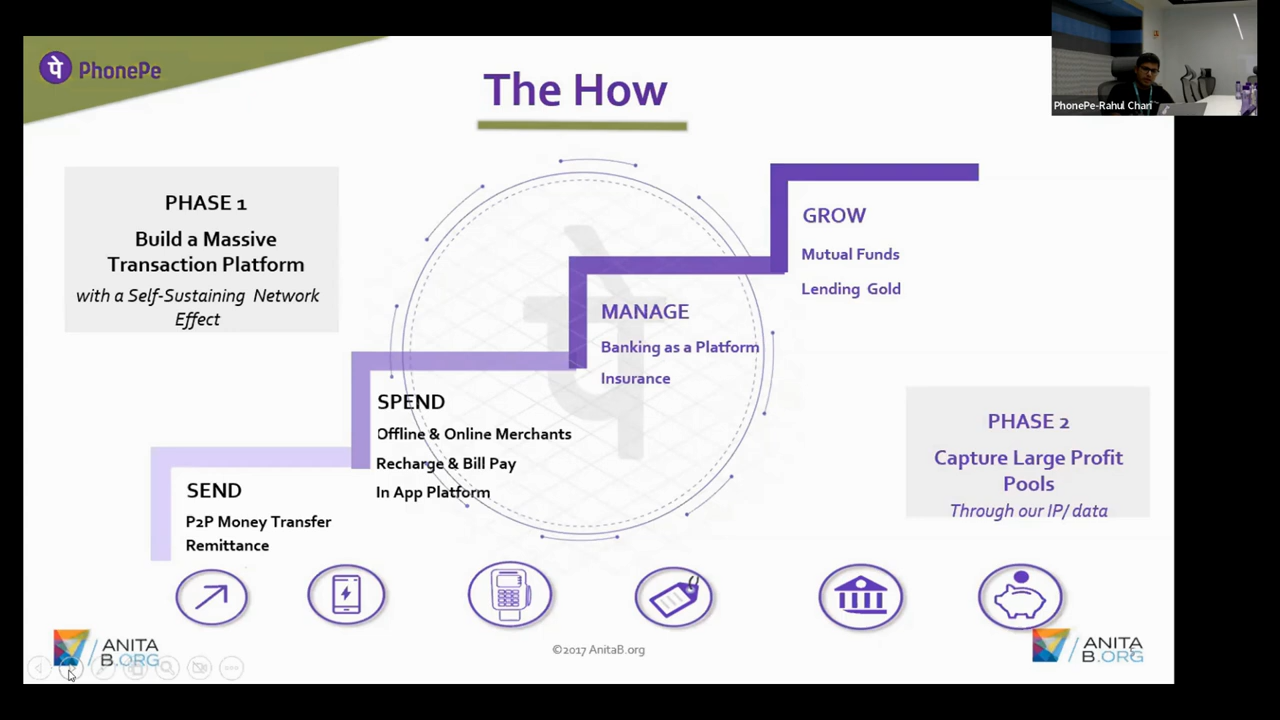 पे PhonePe
The How
PhonePe-Rahul Chari
PHASE 1
Build a Massive
Transaction Platform
with a Self-Sustaining Network
Effect
GROW
Mutual Funds
Lending Gold
MANAGE
Banking as a Platform
Insurance
SPEND
Offline & Online Merchants
Recharge & Bill Pay
In App Platform
SEND
P2P Money Transfer
Remittance
PHASE 2
Capture Large Profit
Pools
Through our IP/ data
पे
ANITA
B.ORG
©2017 AnitaB.org
ANITA
B.ORG